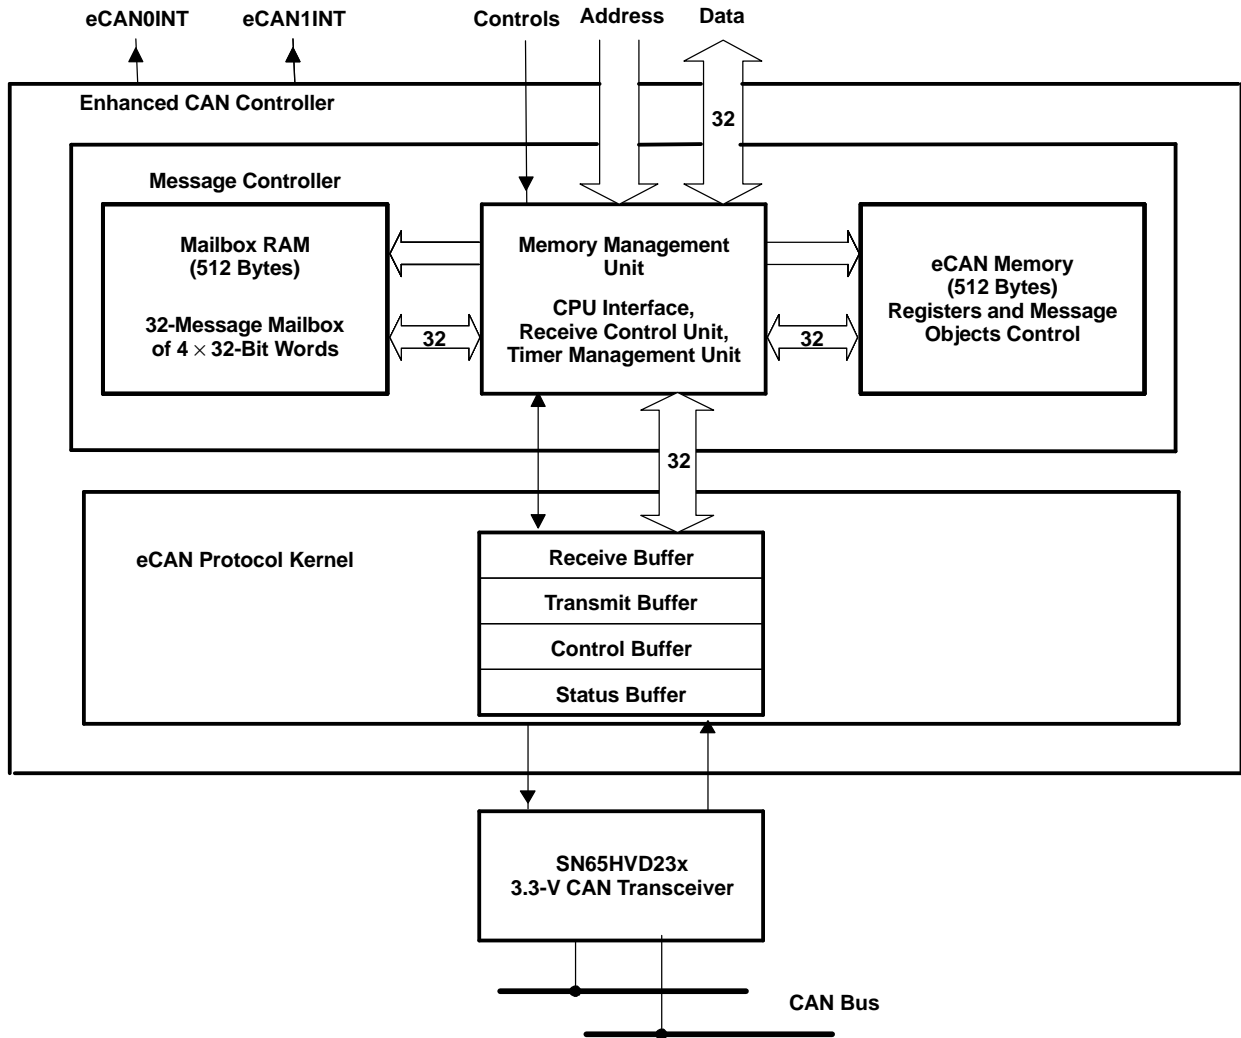 eCAN0INT
eCAN1INT
Controls
Address
Data
Enhanced CAN Controller
32
Message Controller
Mailbox RAM
(512 Bytes)
32-Message Mailbox
of 4 × 32-Bit Words
32
Memory Management
Unit
CPU Interface,
Receive Control Unit,
Timer Management Unit
32
eCAN Memory
(512 Bytes)
Registers and Message
Objects Control
32
eCAN Protocol Kernel
Receive Buffer
Transmit Buffer
Control Buffer
Status Buffer
SN65HVD23x
3.3-V CAN Transceiver
CAN Bus